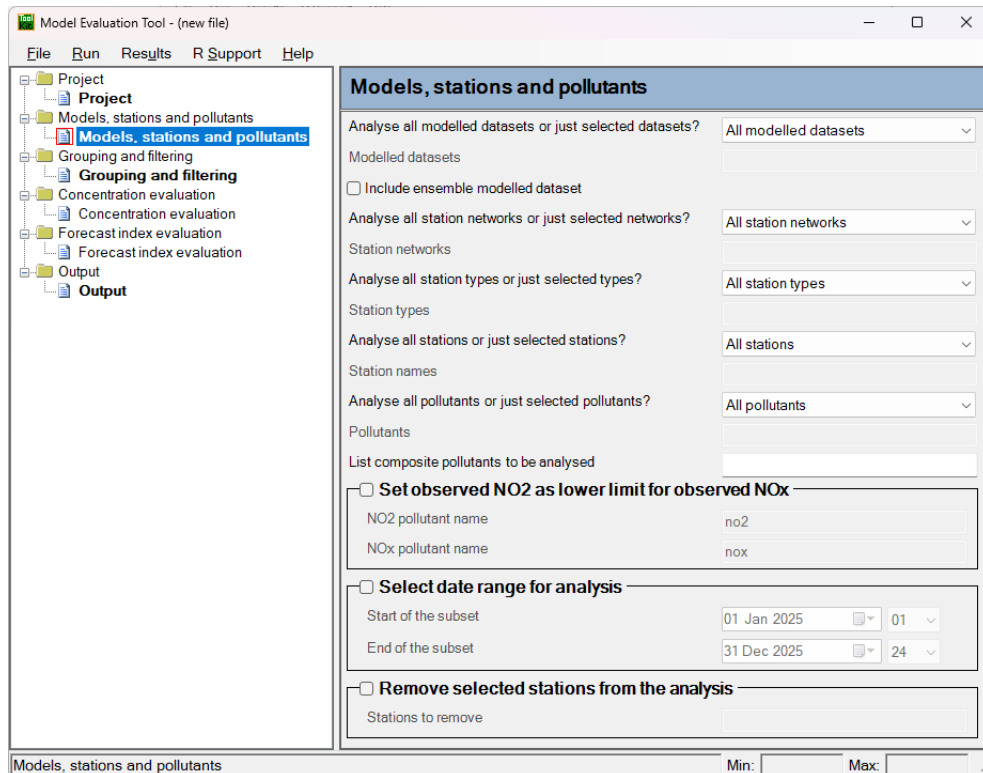 Model Evaluation Tool - (new file)
File Run Results R Support Help
Project
Project
Models, stations and pollutants
Models, stations and pollutants
Grouping and filtering
Grouping and filtering
Concentration evaluation
Concentration evaluation
Forecast index evaluation
Forecast index evaluation
Output
Output
Models, stations and pollutants
Analyse all modelled datasets or just selected datasets? All modelled datasets
Modelled datasets
Include ensemble modelled dataset
Analyse all station networks or just selected networks? All station networks
Station networks
Analyse all station types or just selected types? All station types
Station types
Analyse all stations or just selected stations? All stations
Station names
Analyse all pollutants or just selected pollutants? All pollutants
Pollutants
List composite pollutants to be analysed
Set observed NO2 as lower limit for observed NOx
NO2 pollutant name no2
NOx pollutant name nox
Select date range for analysis
Start of the subset 01 Jan 2025 01
End of the subset 31 Dec 2025 24
Remove selected stations from the analysis
Stations to remove
Models, stations and pollutants Min: Max: